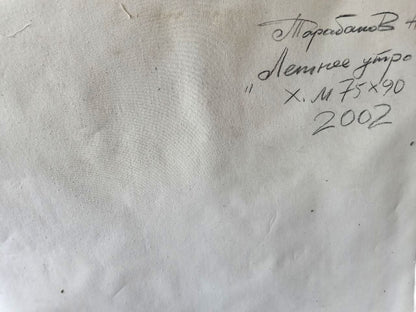 Тарабанов
"Летнее утро
х.м 75×90
2002